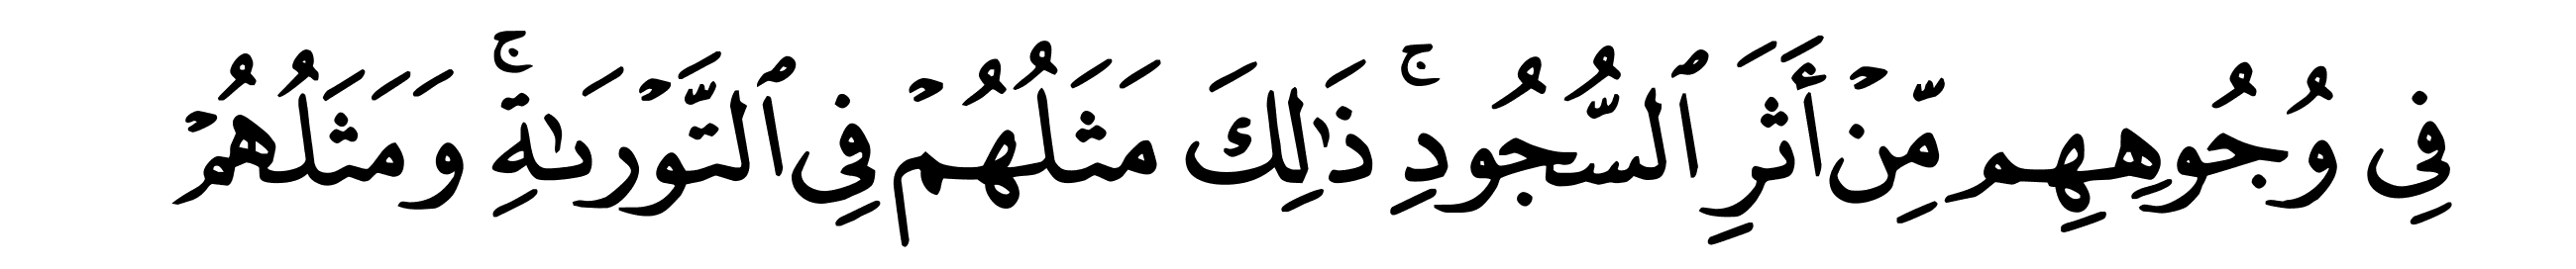 فِى وُجُوهِهِم مِّنۡ أَثَرِ ٱلسُّجُودِۚ ذَٰلِكَ مَثَلُهُمۡ فِى ٱلتَّوۡرَىٰةِۚ وَمَثَلُهُمۡ